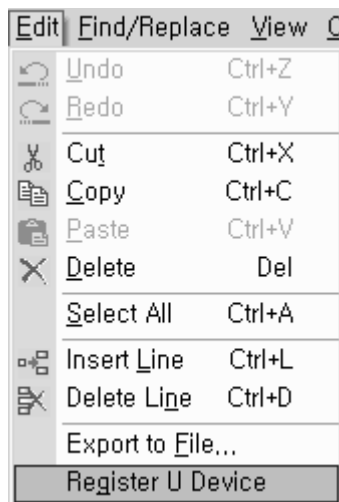 Edit Find/Replace View
Undo Ctrl+Z
Redo Ctrl+Y
Cut Ctrl+X
Copy Ctrl+C
Paste Ctrl+V
Delete Del
Select All Ctrl+A
Insert Line Ctrl+L
Delete Line Ctrl+D
Export to File...
Register U Device